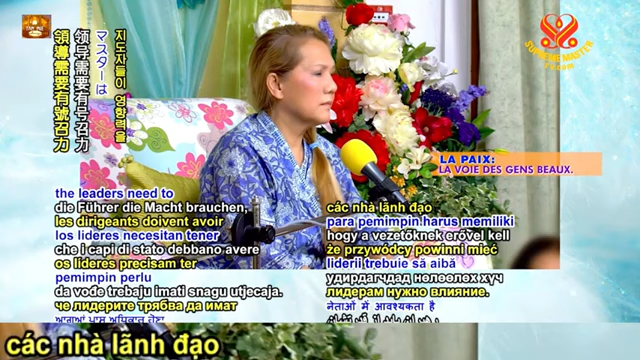 SUPREME MASTER
지도자들이 영향력을
マスターは
领导需要有号召力
領導需要有號召力
LA PAIX:
LA VOIE DES GENS BEAUX.
the leaders need to
die Führer die Macht brauchen,
les dirigeants doivent avoir
los lideres necesitan tener
che i capi di stato debbano avere
os lideres precisam ter
pemimpin perlu
da vođe trebaju imati snagu utjecaja.
че лидерите трябва да имат
các nhà lãnh đạo
para pemimpin harus memiliki
hogy a vezetőknek erővel kell
że przywódcy powinni mieć
liderii trebuie să aibă
удирдагчдад нөлөөлөх хүч
лидерам нужно влияние.
नेताओं में आवश्यकता है
các nhà lãnh đạo